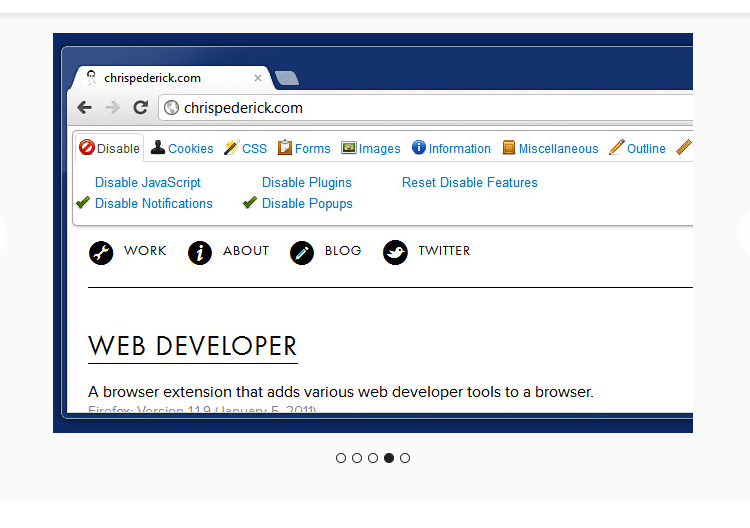 chrispederick.com
chrispederick.com
Disable Cookies CSS Forms Images Information Miscellaneous Outline
Disable JavaScript Disable Plugins Reset Disable Features
Disable Notifications Disable Popups
WORK ABOUT BLOG TWITTER
WEB DEVELOPER
A browser extension that adds various web developer tools to a browser.
Firefox: Version 1.1.9 (January 5, 2011)